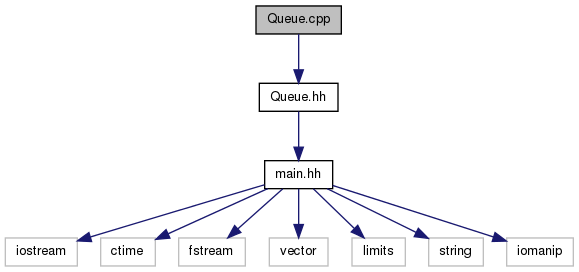 Queue.cpp
Queue.hh
main.hh
iostream
ctime
fstream
vector
limits
string
iomanip